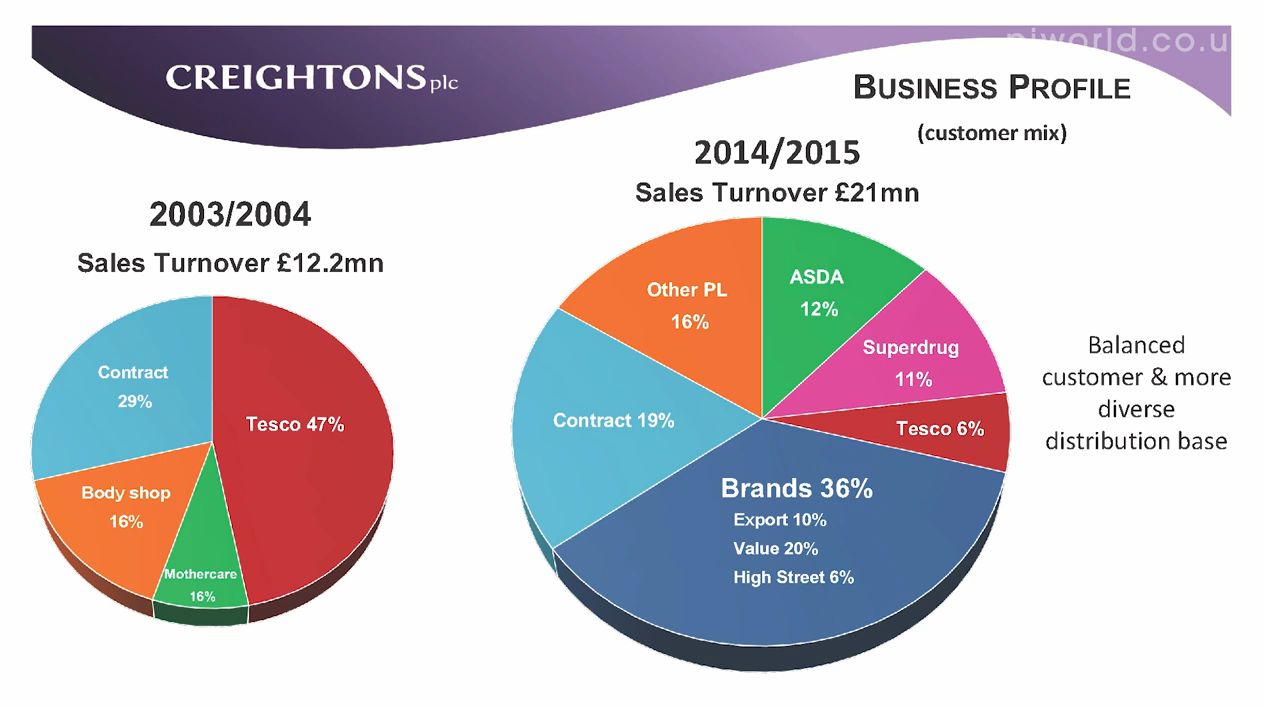 piworld.co.u
CREIGHTONS plc
BUSINESS PROFILE
(customer mix)
2003/2004
Sales Turnover £12.2mn
Contract
29%
Tesco 47%
Body shop
16%
Mothercare
16%
2014/2015
Sales Turnover £21mn
Other PL
16%
ASDA
12%
Superdrug
11%
Contract 19%
Tesco 6%
Brands 36%
Export 10%
Value 20%
High Street 6%
Balanced
customer & more
diverse
distribution base